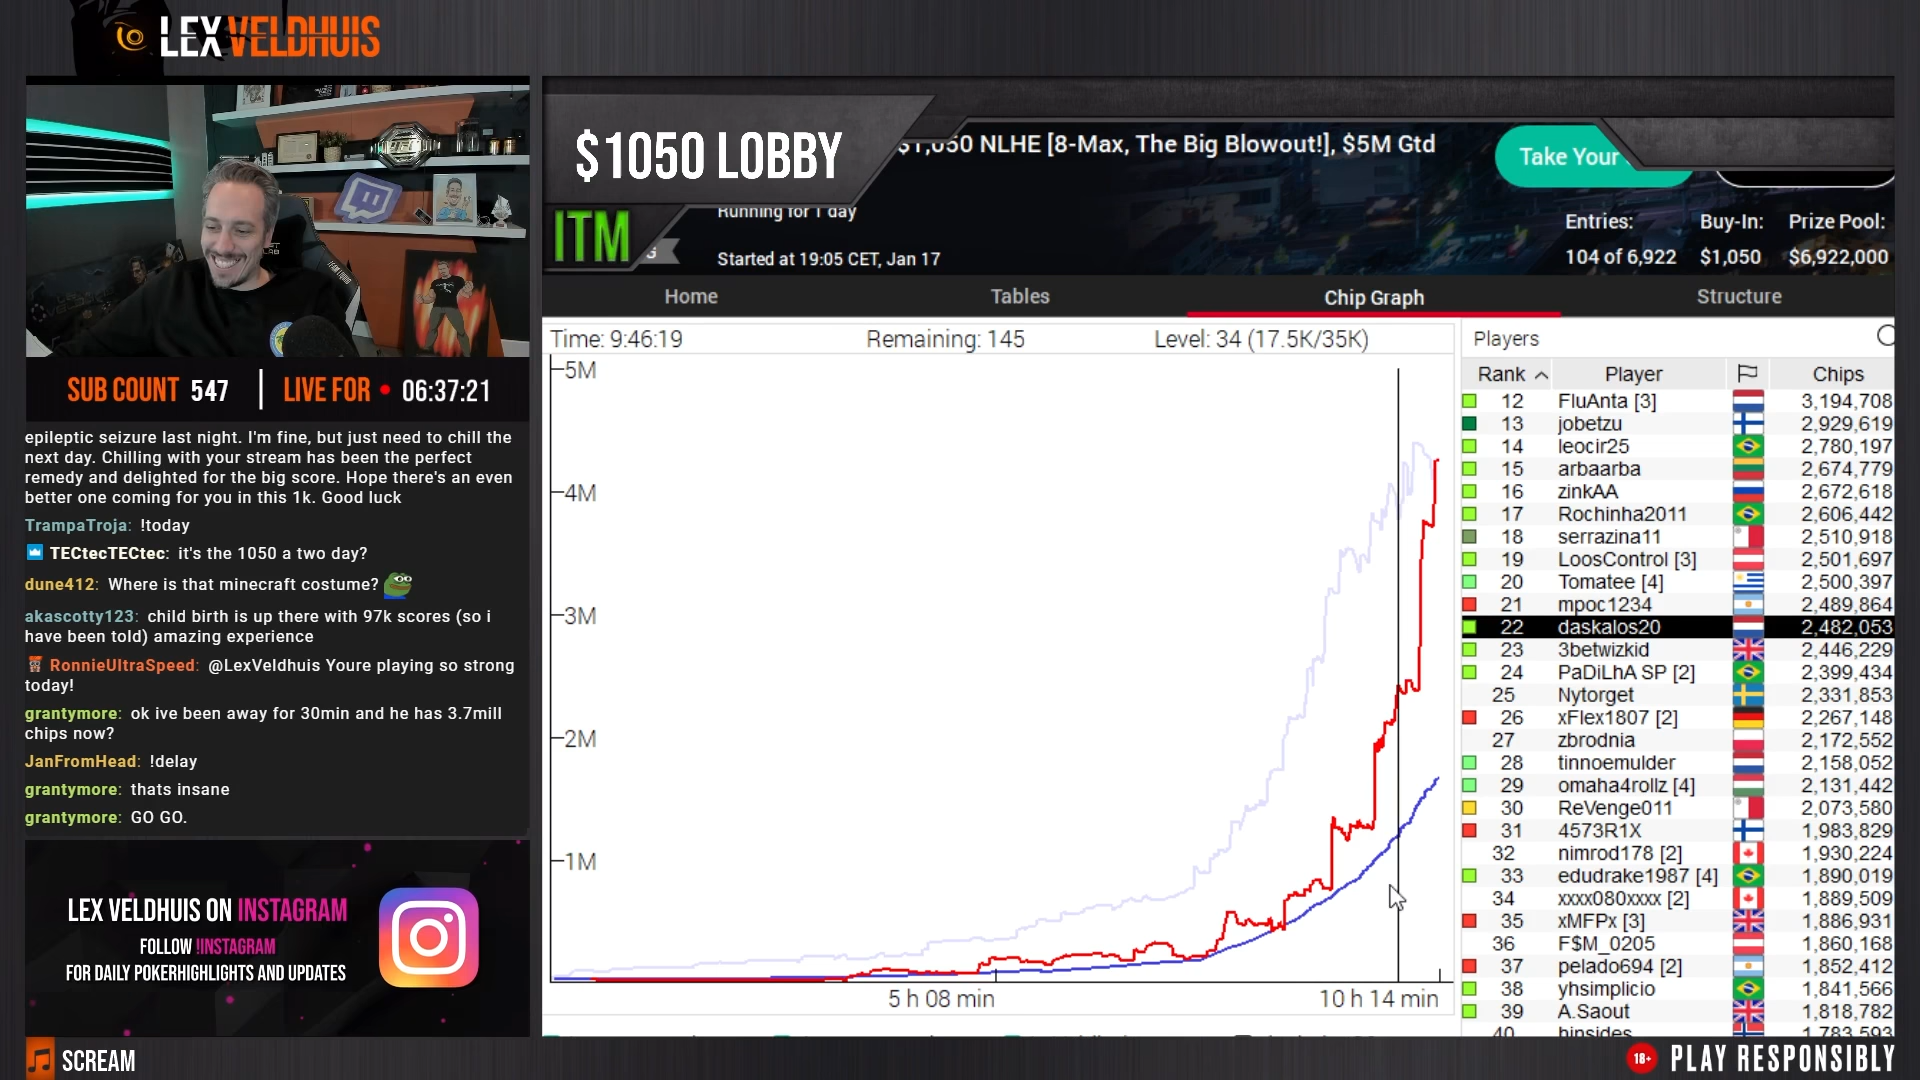 LEX VELDHUIS
SUB COUNT 547
LIVE FOR 06:37:21
epileptic seizure last night. I'm fine, but just need to chill the
next day. Chilling with your stream has been the perfect
remedy and delighted for the big score. Hope there's an even
better one coming for you in this 1k. Good luck
TrampaTroja: !today
TECtecTECtec: it's the 1050 a two day?
dune412: Where is that minecraft costume?
akascotty123: child birth is up there with 97k scores (so i
have been told) amazing experience
RonnieUltraSpeed: @LexVeldhuis Youre playing so strong
today!
grantymore: ok ive been away for 30min and he has 3.7mill
chips now?
JanFromHead: !delay
grantymore: thats insane
grantymore: GO GO.
LEX VELDHUIS ON INSTAGRAM
FOLLOW !INSTAGRAM
FOR DAILY POKERHIGHLIGHTS AND UPDATES
SCREAM
$1050 LOBBY
ITM
$1,050 NLHE [8-Max, The Big Blowout!], $5M Gtd
Take Your
Running for 1 day
Started at 19:05 CET, Jan 17
Entries: Buy-In: Prize Pool:
104 of 6,922 $1,050 $6,922,000
Home Tables Chip Graph Structure
Time: 9:46:19 Remaining: 145 Level: 34 (17.5K/35K)
5M
4M
3M
2M
1M
5 h 08 min 10 h 14 min
Players
Rank Player Chips
12 FluAnta [3] 3,194,708
13 jobetzu 2,929,619
14 leocir25 2,780,197
15 arbaarba 2,674,779
16 zinkAA 2,672,618
17 Rochinha2011 2,606,442
18 serrazina11 2,510,918
19 LoosControl [3] 2,501,697
20 Tomatee [4] 2,500,397
21 mpoc1234 2,489,864
22 daskalos20 2,482,053
23 3betwizkid 2,446,229
24 PaDiLhA SP [2] 2,399,434
25 Nytorget 2,331,853
26 xFlex1807 [2] 2,267,148
27 zbrodnia 2,172,552
28 tinnoemulder 2,158,052
29 omaha4rollz [4] 2,131,442
30 ReVenge011 2,073,580
31 4573R1X 1,983,829
32 nimrod178 [2] 1,930,224
33 edudrake1987 [4] 1,890,019
34 xxxx080xxxx [2] 1,889,509
35 xMFPx [3] 1,886,931
36 F$M_0205 1,860,168
37 pelado694 [2] 1,852,412
38 yhsimplicio 1,841,566
39 A.Saout 1,818,782
40 hinsides 1,783,593
18+ PLAY RESPONSIBLY